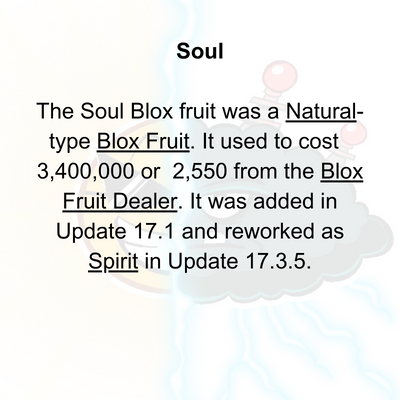 Soul
The Soul Blox fruit was a Natural-
type Blox Fruit. It used to cost
3,400,000 or  2,550 from the Blox
Fruit Dealer. It was added in
Update 17.1 and reworked as
Spirit in Update 17.3.5.